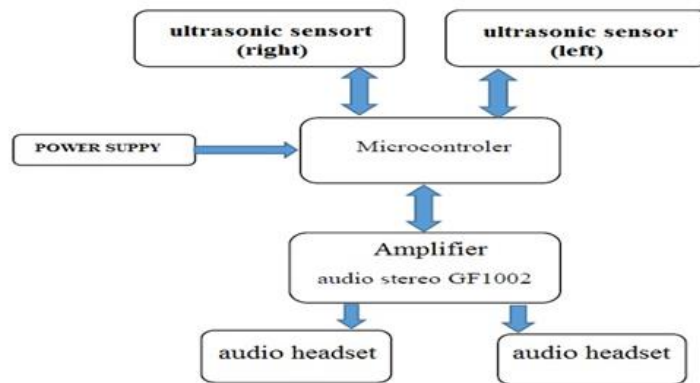 ultrasonic sensort
(right)
ultrasonic sensor
(left)
POWER SUPPY
Microcontroler
Amplifier
audio stereo GF1002
audio headset
audio headset